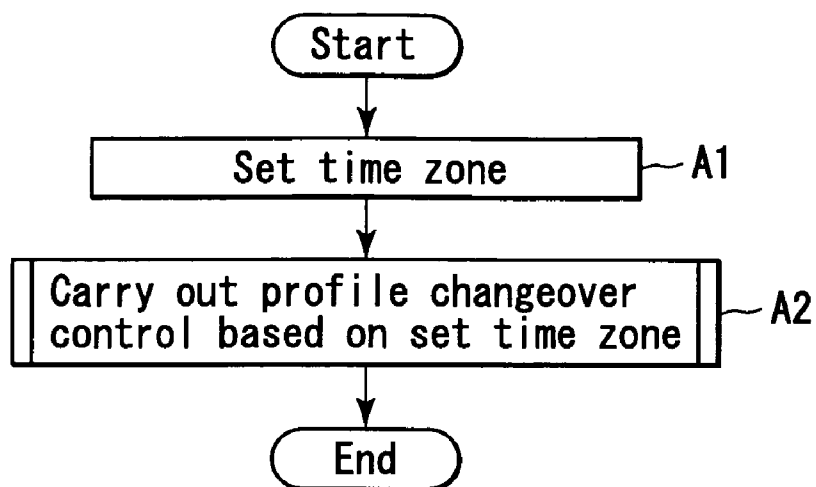 Start
Set time zone
A1
Carry out profile changeover
control based on set time zone
A2
End